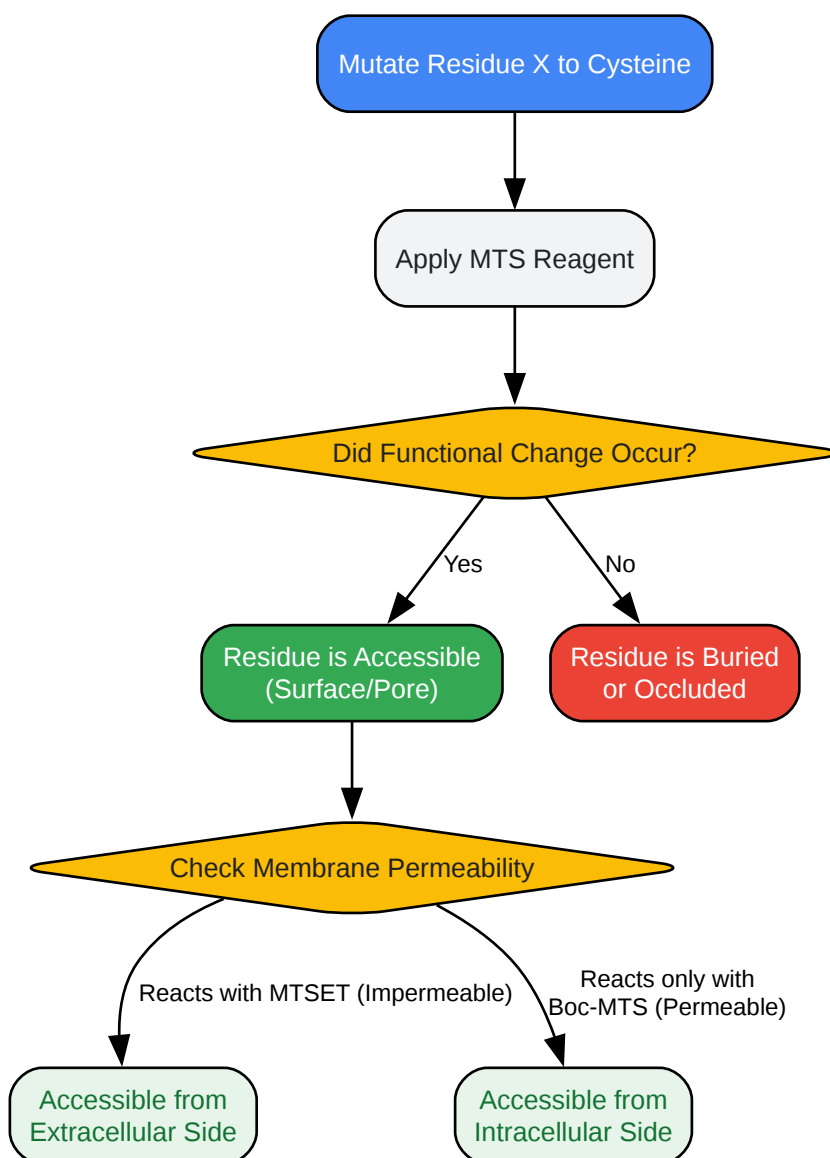 Mutate Residue X to Cysteine
Apply MTS Reagent
Did Functional Change Occur?
Yes
No
Residue is Accessible
(Surface/Pore)
Residue is Buried
or Occluded
Check Membrane Permeability
Reacts with MTSET (Impermeable)
Reacts only with
Boc-MTS (Permeable)
Accessible from
Extracellular Side
Accessible from
Intracellular Side